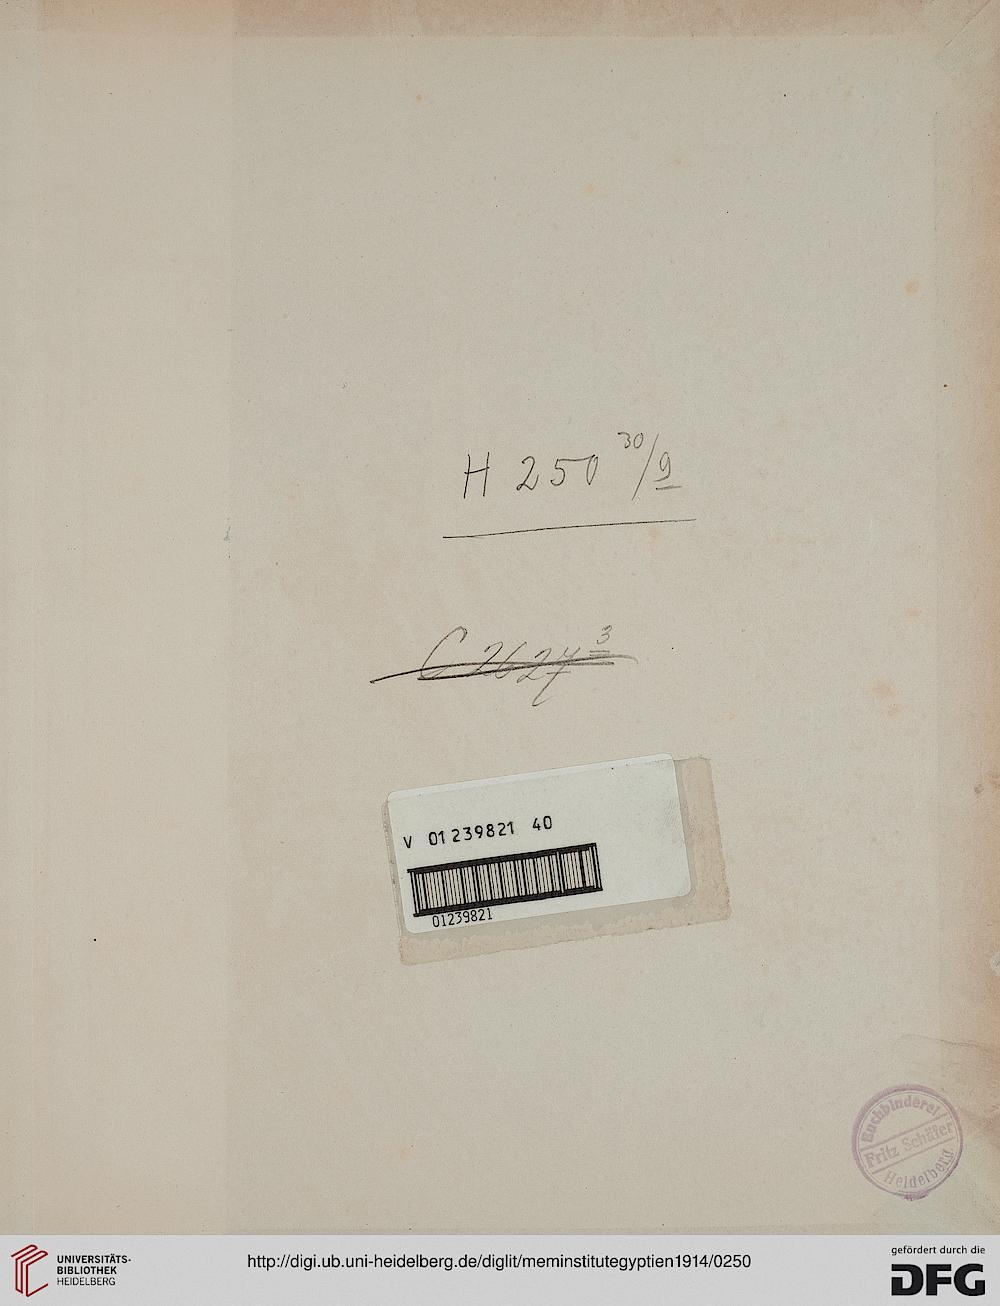 H 250 30/9
C 2627 3
V 01239821 40
01239821
Buchbinderei
Fritz Schäfer
Heidelberg
UNIVERSITÄTS-
BIBLIOTHEK
HEIDELBERG
http://digi.ub.uni-heidelberg.de/diglit/meminstitutegyptien1914/0250
gefördert durch die
DFG